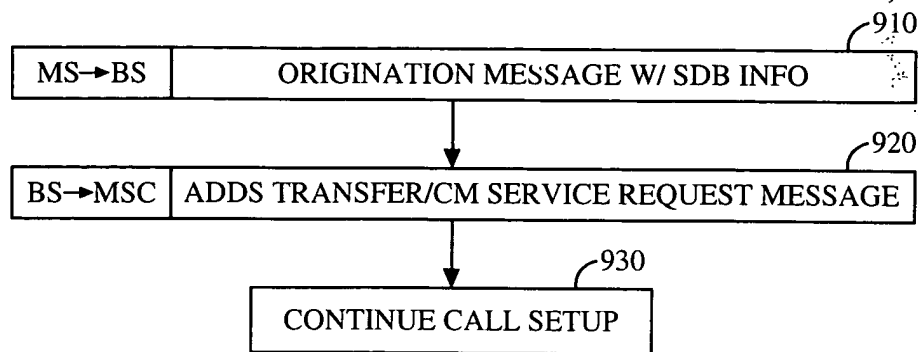 910
MS→BS ORIGINATION MESSAGE W/ SDB INFO
920
BS→MSC ADDS TRANSFER/CM SERVICE REQUEST MESSAGE
930
CONTINUE CALL SETUP